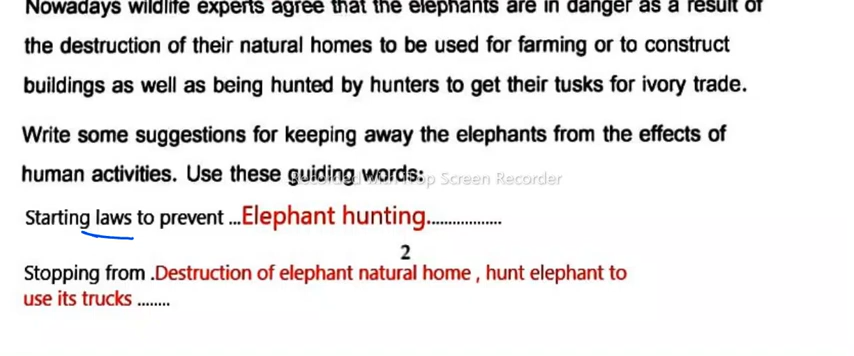 Nowadays wildlife experts agree that the elephants are in danger as a result of
the destruction of their natural homes to be used for farming or to construct
buildings as well as being hunted by hunters to get their tusks for ivory trade.
Write some suggestions for keeping away the elephants from the effects of
human activities. Use these guiding words:
Screen Recorder
Starting laws to prevent ...Elephant hunting..................
2
Stopping from .Destruction of elephant natural home , hunt elephant to
use its trucks ........